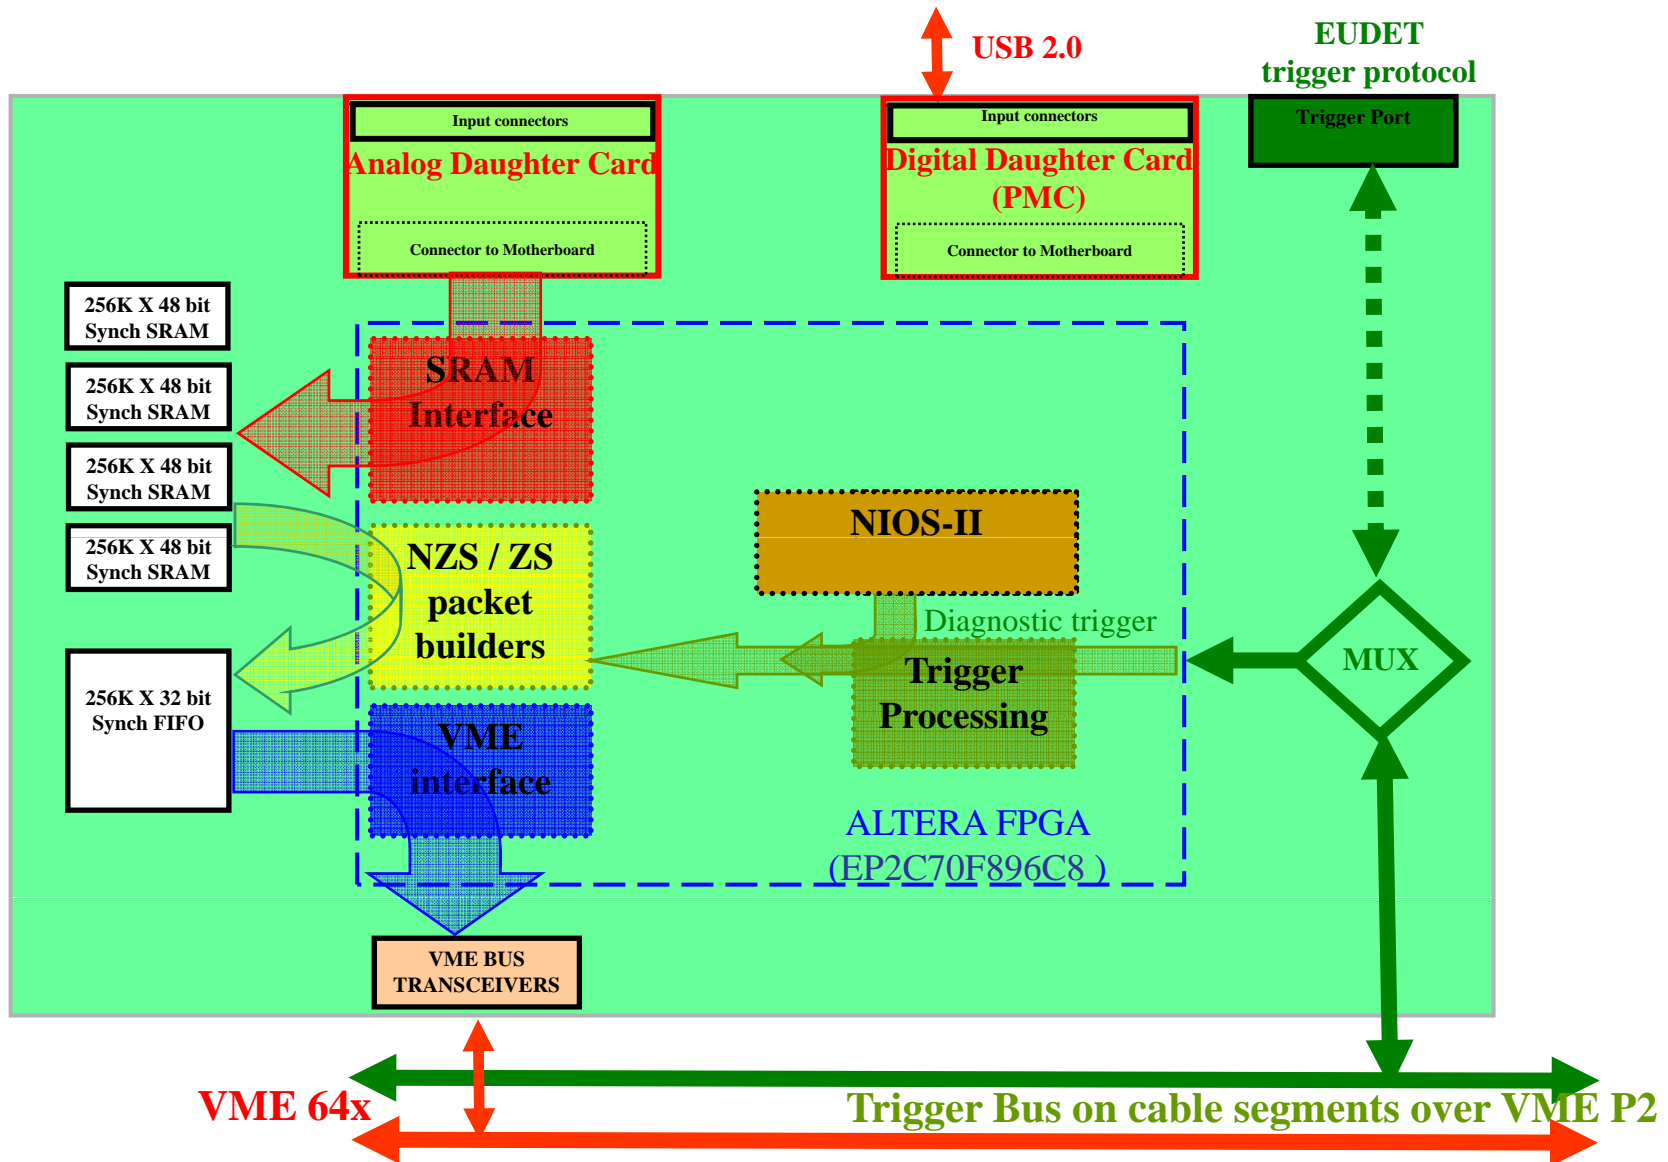 USB 2.0
EUDET
trigger protocol
Input connectors
Analog Daughter Card
Connector to Motherboard
Input connectors
Digital Daughter Card
(PMC)
Connector to Motherboard
Trigger Port
256K X 48 bit
Synch SRAM
256K X 48 bit
Synch SRAM
256K X 48 bit
Synch SRAM
256K X 48 bit
Synch SRAM
256K X 32 bit
Synch FIFO
SRAM
Interface
NZS / ZS
packet
builders
VME
interface
NIOS-II
Diagnostic trigger
Trigger
Processing
MUX
ALTERA FPGA
(EP2C70F896C8 )
VME BUS
TRANSCEIVERS
VME 64x
Trigger Bus on cable segments over VME P2